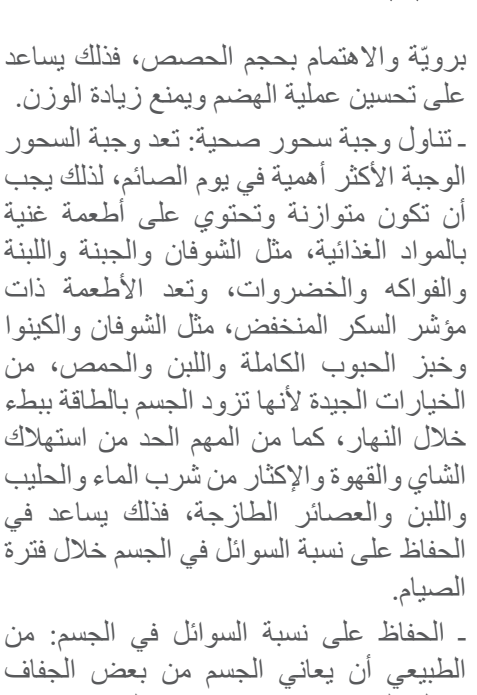 برويّة والاهتمام بحجم الحصص، فذلك يساعد
على تحسين عملية الهضم ويمنع زيادة الوزن.
ـ تناول وجبة سحور صحية: تعد وجبة السحور
الوجبة الأكثر أهمية في يوم الصائم، لذلك يجب
أن تكون متوازنة وتحتوي على أطعمة غنية
بالمواد الغذائية، مثل الشوفان والجبنة واللبنة
والفواكه والخضروات، وتعد الأطعمة ذات
مؤشر السكر المنخفض، مثل الشوفان والكينوا
وخبز الحبوب الكاملة واللبن والحمص، من
الخيارات الجيدة لأنها تزود الجسم بالطاقة ببطء
خلال النهار، كما من المهم الحد من استهلاك
الشاي والقهوة والإكثار من شرب الماء والحليب
واللبن والعصائر الطازجة، فذلك يساعد في
الحفاظ على نسبة السوائل في الجسم خلال فترة
الصيام.
ـ الحفاظ على نسبة السوائل في الجسم: من
الطبيعي أن يعاني الجسم من بعض الجفاف